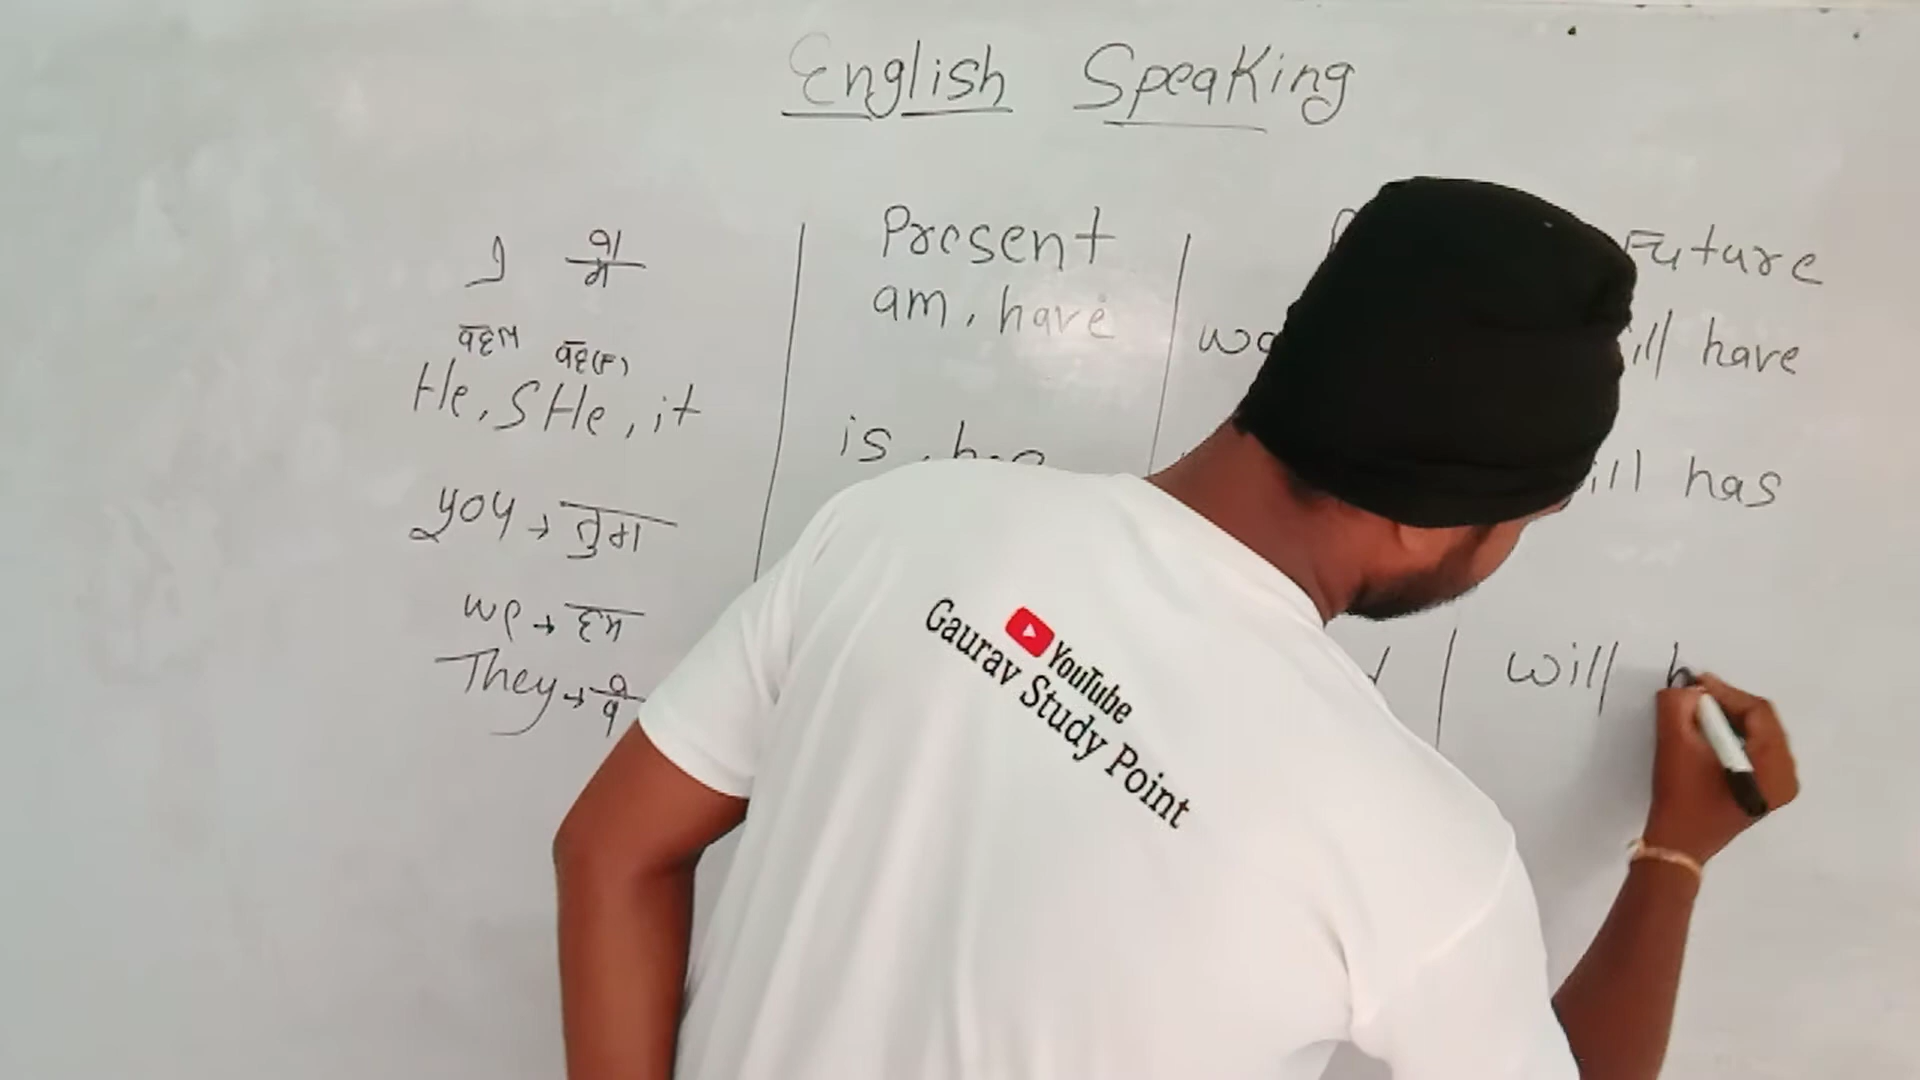 English Speaking
Present
Future
I
am, have
will have
वह
वह(F)
He, SHe, it
is
will has
you → तुम
we → हम
They → वे
will
YouTube
Gaurav Study Point